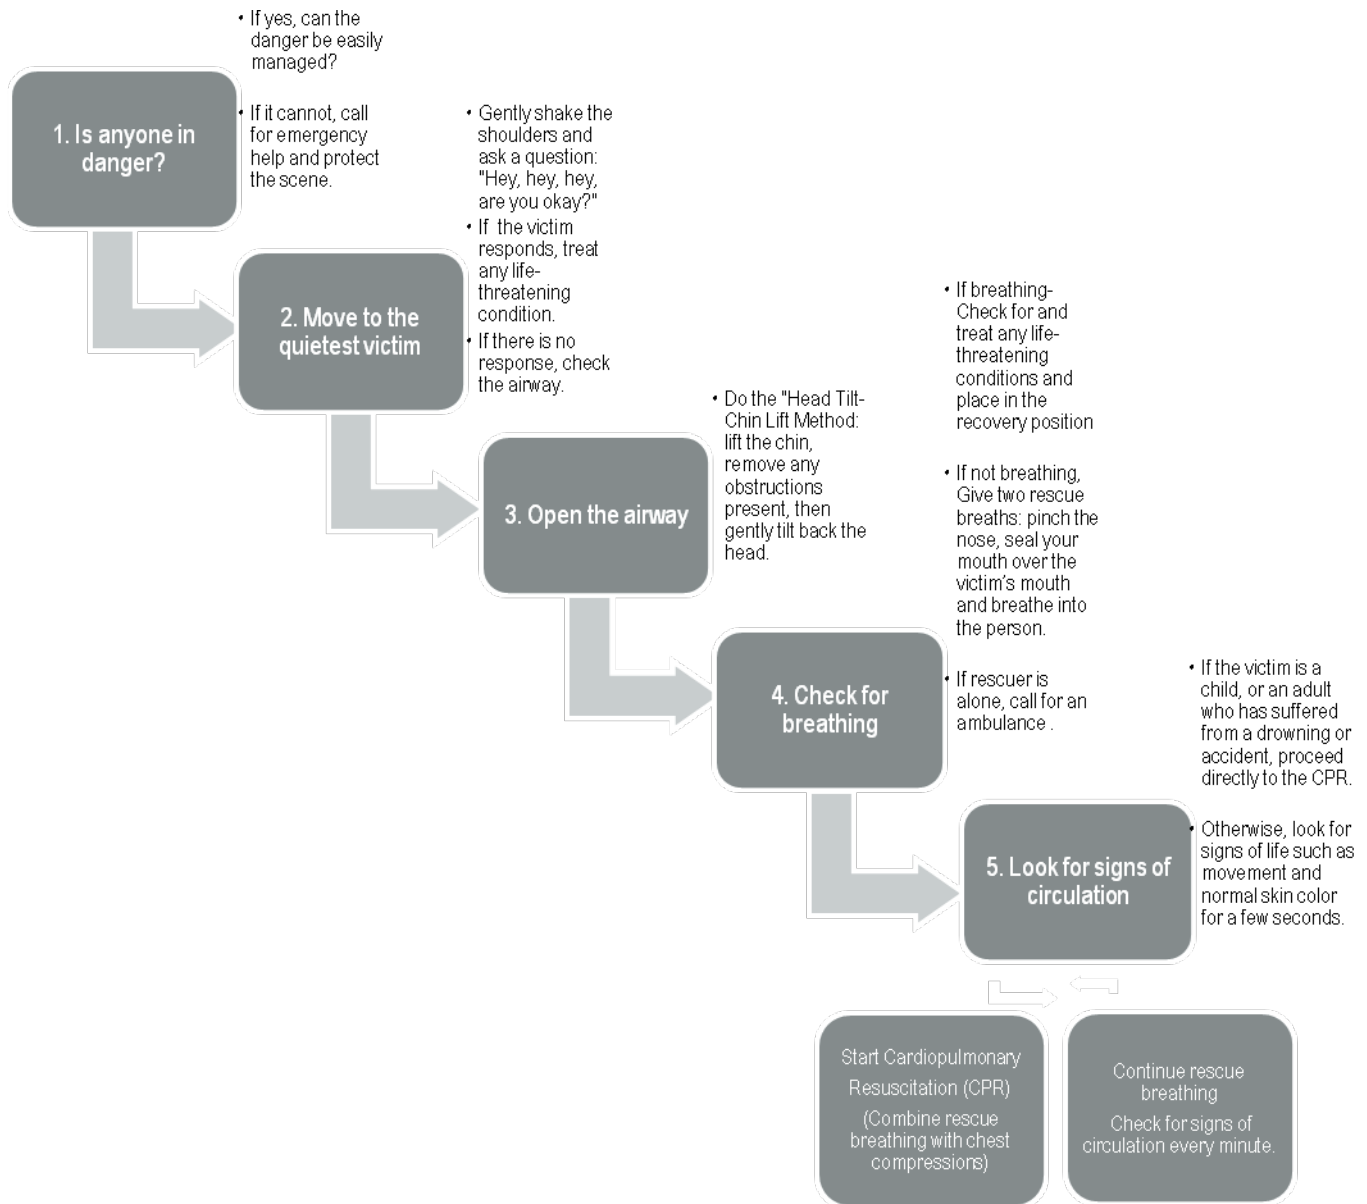 • If yes, can the
danger be easily
managed?
• If it cannot, call
for emergency
help and protect
the scene.
1. Is anyone in
danger?
• Gently shake the
shoulders and
ask a question:
"Hey, hey, hey,
are you okay?"
• If the victim
responds, treat
any life-
threatening
condition.
• If there is no
response, check
the airway.
2. Move to the
quietest victim
• Do the "Head Tilt-
Chin Lift Method:
lift the chin,
remove any
obstructions
present, then
gently tilt back the
head.
3. Open the airway
• If breathing-
Check for and
treat any life-
threatening
conditions and
place in the
recovery position
• If not breathing,
Give two rescue
breaths: pinch the
nose, seal your
mouth over the
victim's mouth
and breathe into
the person.
• If rescuer is
alone, call for an
ambulance .
4. Check for
breathing
• If the victim is a
child, or an adult
who has suffered
from a drowning or
accident, proceed
directly to the CPR.
• Otherwise, look for
signs of life such as
movement and
normal skin color
for a few seconds.
5. Look for signs of
circulation
Start Cardiopulmonary
Resuscitation (CPR)
(Combine rescue
breathing with chest
compressions)
Continue rescue
breathing
Check for signs of
circulation every minute.